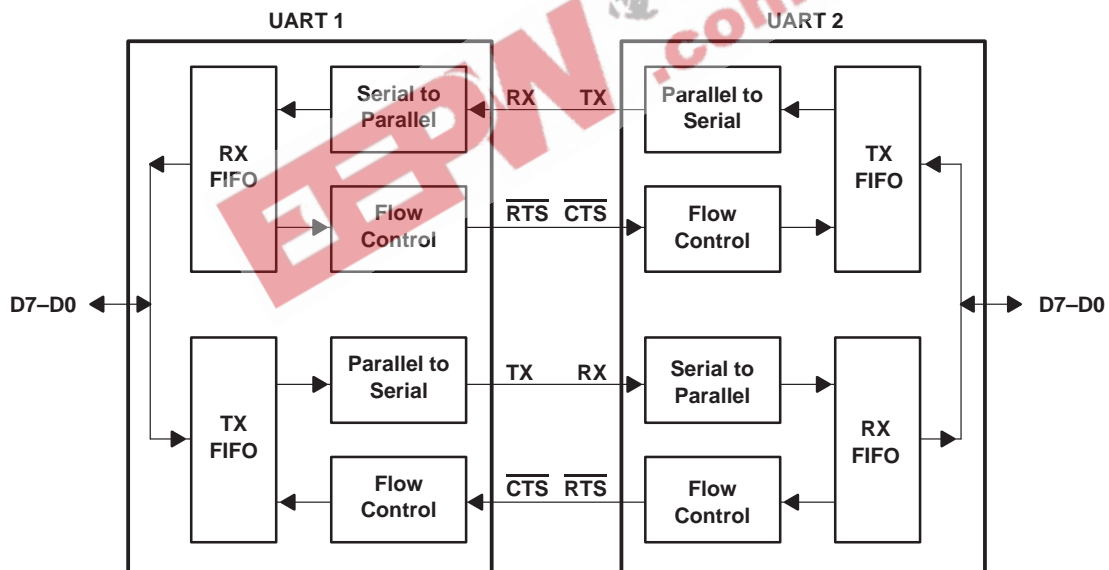 UART 1
UART 2
Serial to
Parallel
RX
TX
Parallel to
Serial
RX
FIFO
TX
FIFO
Flow
Control
RTS
CTS
Flow
Control
D7–D0
D7–D0
Parallel to
Serial
TX
RX
Serial to
Parallel
TX
FIFO
RX
FIFO
Flow
Control
CTS
RTS
Flow
Control
EEPW
.com